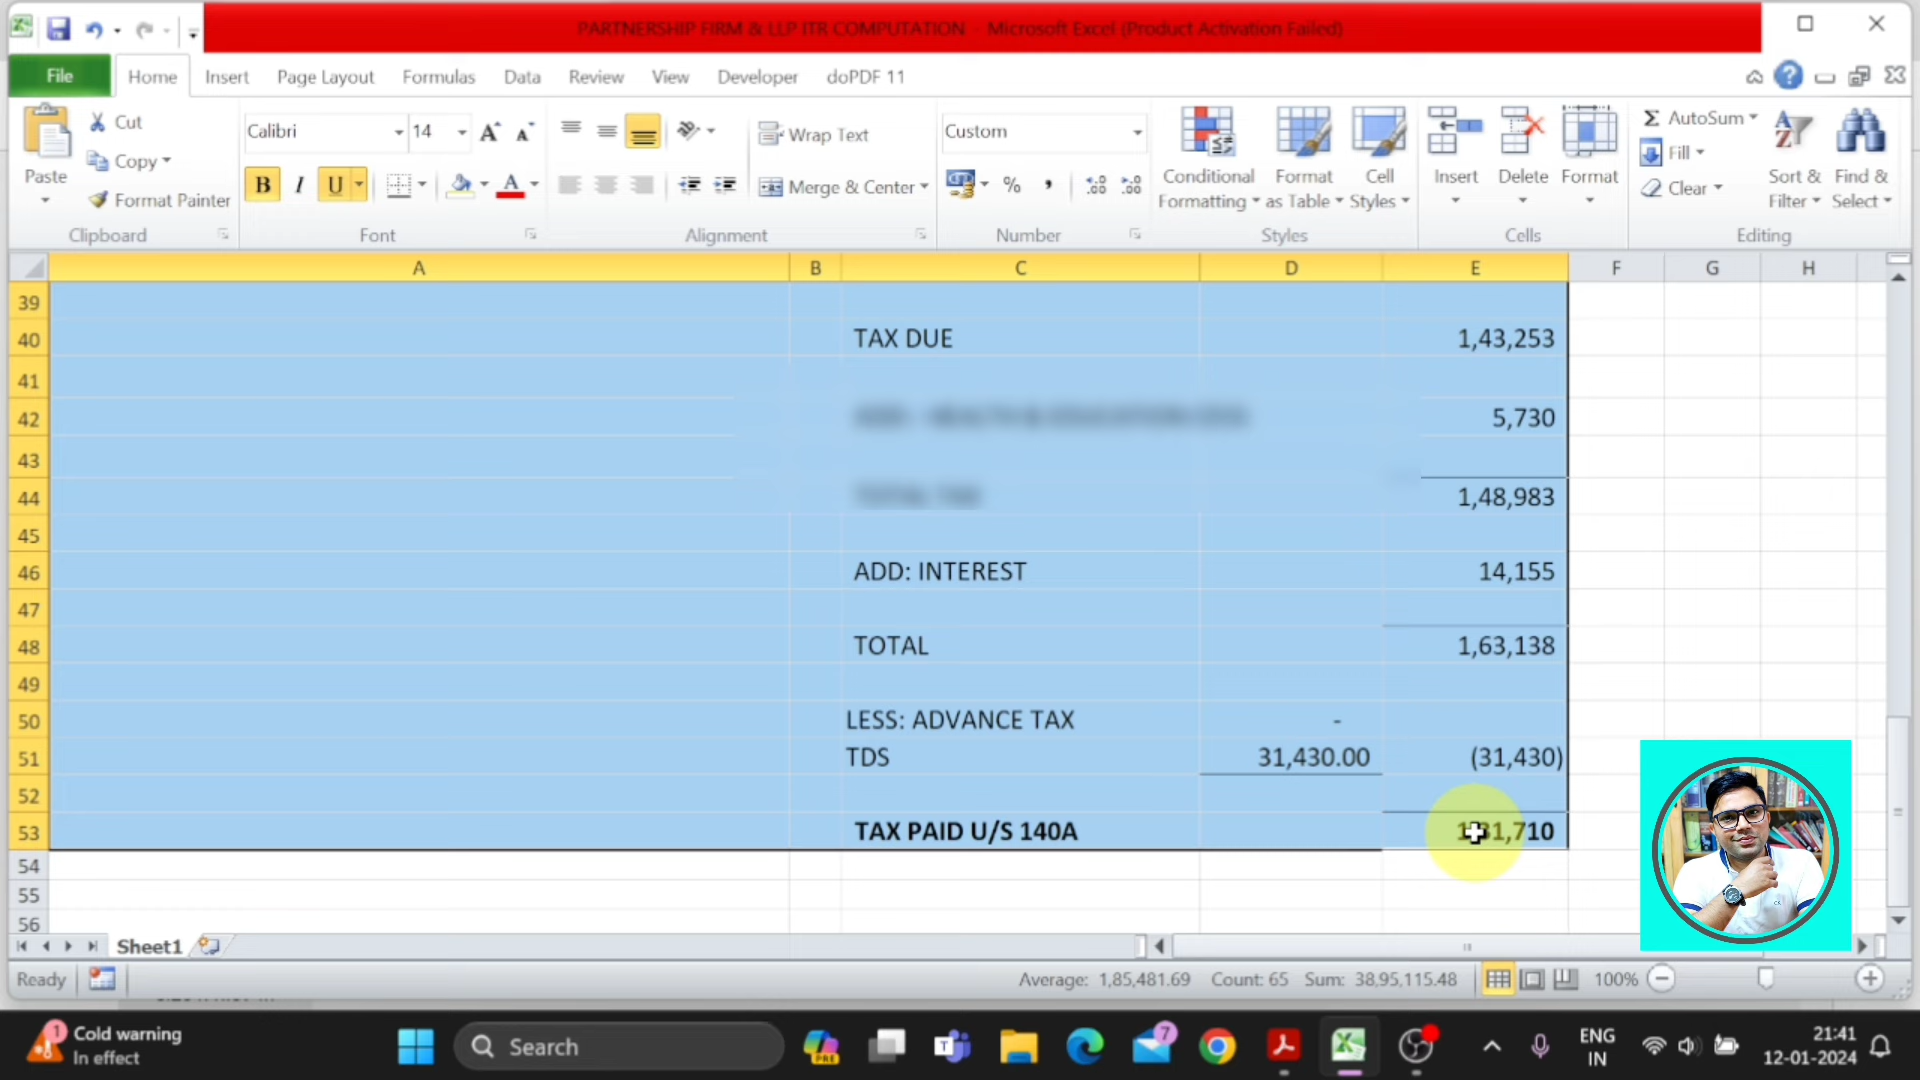 PARTNERSHIP FIRM & LLP ITR COMPUTATION - Microsoft Excel (Product Activation Failed)
File Home Insert Page Layout Formulas Data Review View Developer doPDF 11
Paste Cut Copy Format Painter
Clipboard
Calibri 14
B I U A
Font
Wrap Text
Merge & Center
Alignment
Custom
%
Number
Conditional Formatting
Format as Table
Cell Styles
Styles
Insert Delete Format
Cells
AutoSum
Fill
Clear
Sort & Filter
Find & Select
Editing
A B C D E F G H
39
40 TAX DUE 1,43,253
41
42 5,730
43
44 1,48,983
45
46 ADD: INTEREST 14,155
47
48 TOTAL 1,63,138
49
50 LESS: ADVANCE TAX -
51 TDS 31,430.00 (31,430)
52
53 TAX PAID U/S 140A
54
55
56
Sheet1
Ready Average: 1,85,481.69 Count: 65 Sum: 38,95,115.48 100%
1 Cold warning
In effect
Search
PRE
7
ENG
IN
21:41
12-01-2024